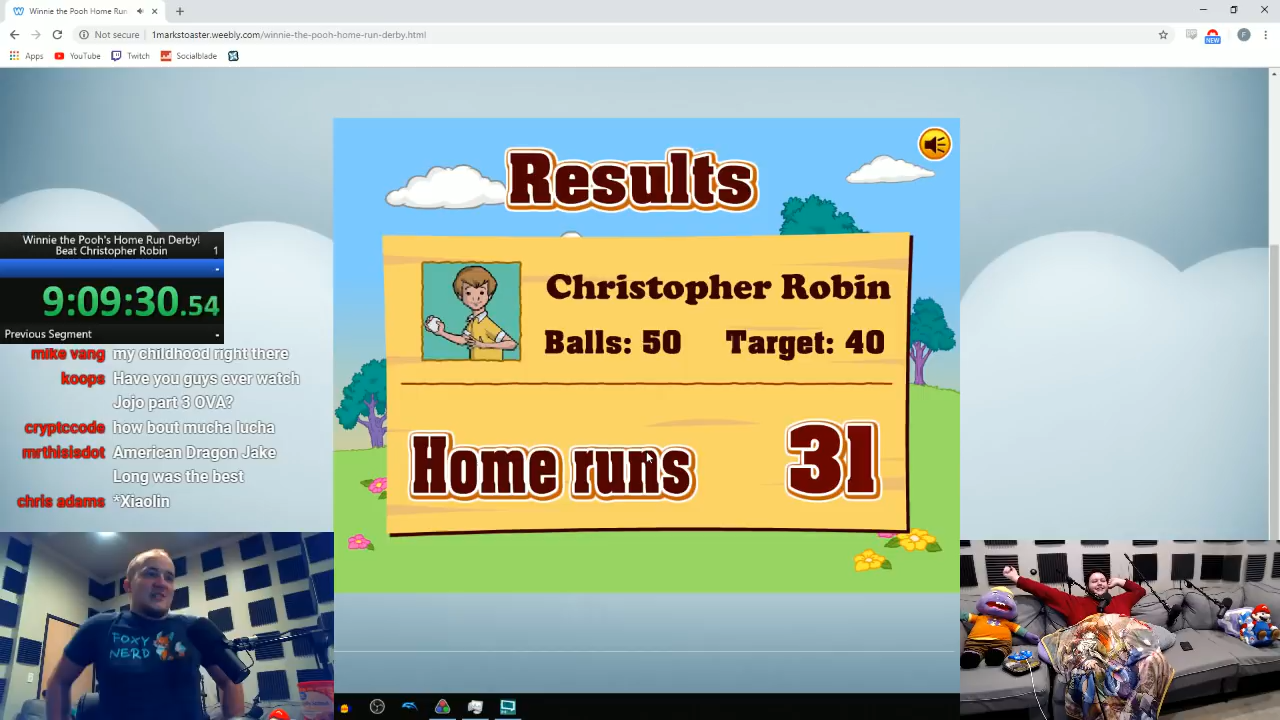 Winnie the Pooh Home Run
Not secure | 1markstoaster.weebly.com/winnie-the-pooh-home-run-derby.html
NEW
F
Apps YouTube Twitch Socialblade
Results
Christopher Robin
Balls: 50 Target: 40
Home runs 31
Winnie the Pooh's Home Run Derby!
Beat Christopher Robin 1
-
9:09:30.54
Previous Segment -
mike vang my childhood right there
koops Have you guys ever watch
Jojo part 3 OVA?
cryptccode how bout mucha lucha
mrthisisdot American Dragon Jake
Long was the best
chris adams *Xiaolin
FOXY
NERD